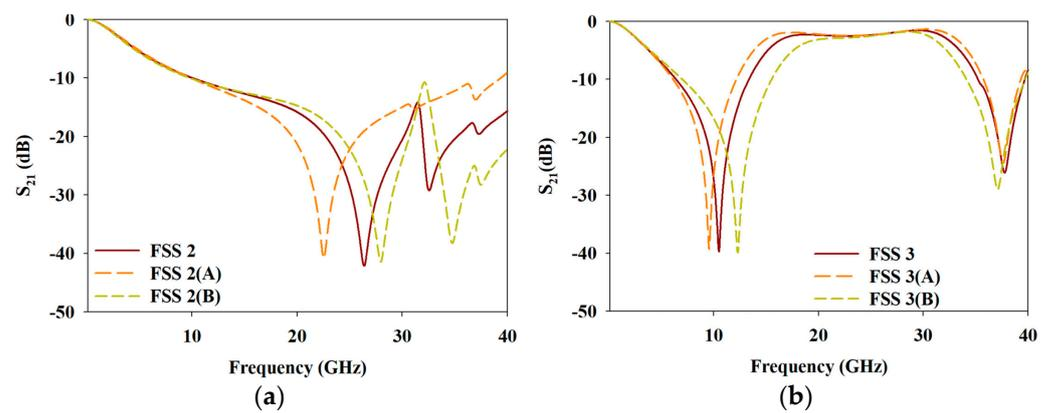 0
-10
-20
-30
-40
-50
S21 (dB)
FSS 2
FSS 2(A)
FSS 2(B)
10 20 30 40
Frequency (GHz)
(a)
0
-10
-20
-30
-40
-50
S21(dB)
FSS 3
FSS 3(A)
FSS 3(B)
10 20 30 40
Frequency (GHz)
(b)